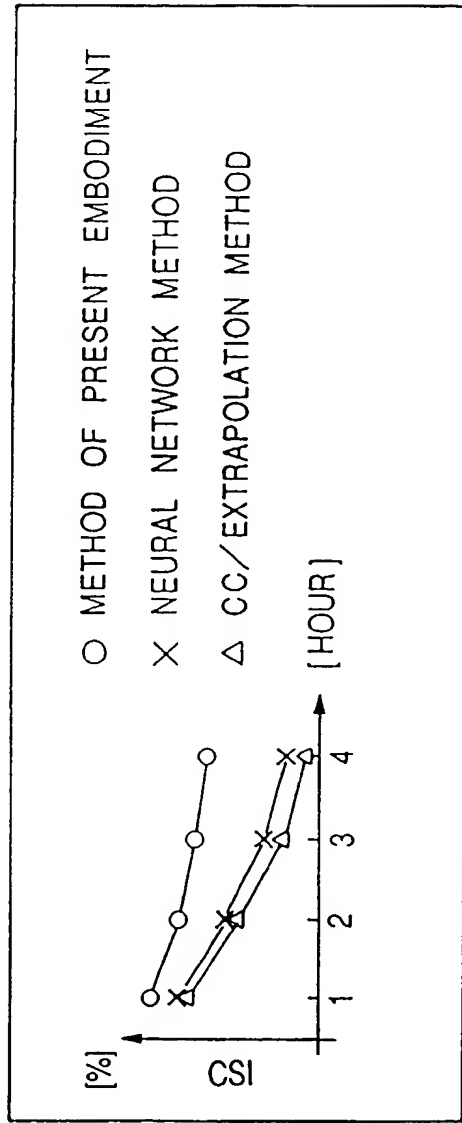 [%]
CSI
1 2 3 4
[HOUR]
○ METHOD OF PRESENT EMBODIMENT
× NEURAL NETWORK METHOD
△ CC/EXTRAPOLATION METHOD